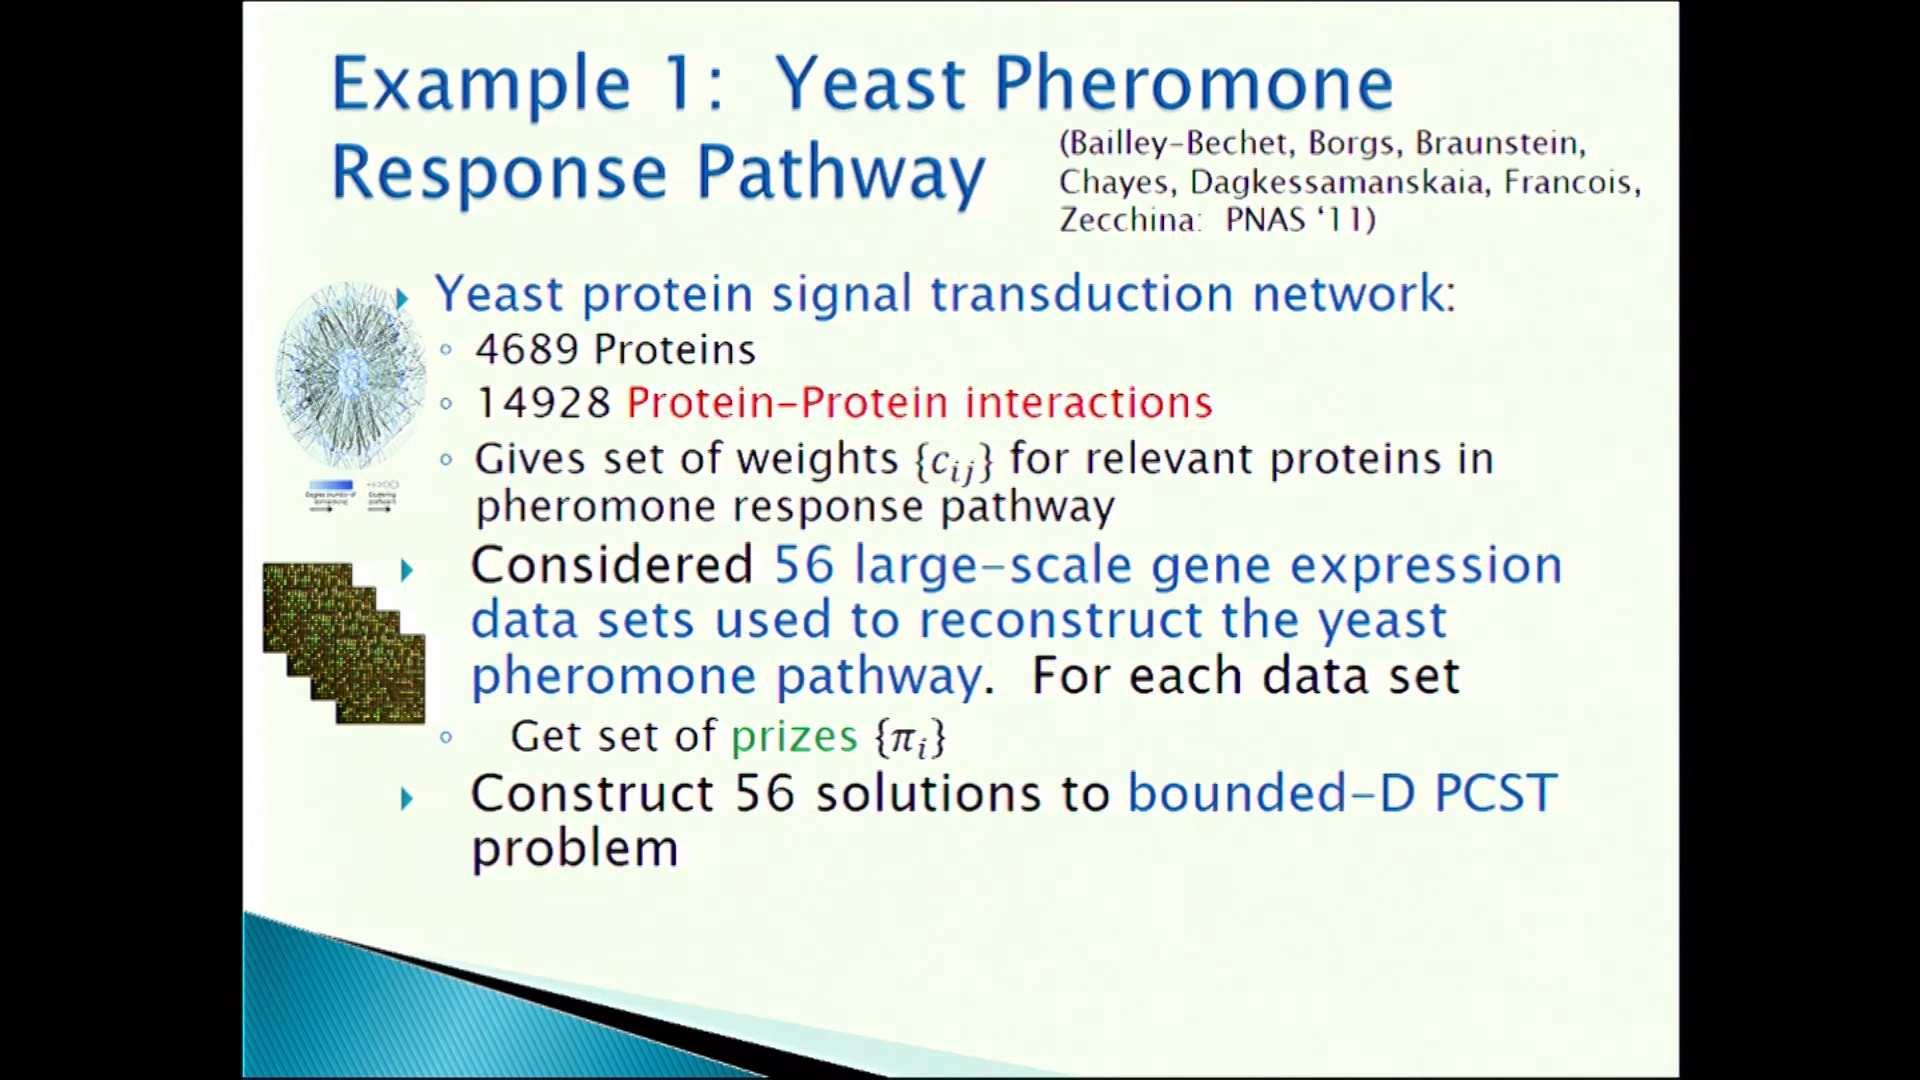 Example 1: Yeast Pheromone
Response Pathway
(Bailley-Bechet, Borgs, Braunstein,
Chayes, Dagkessamanskaia, Francois,
Zecchina: PNAS ‘11)
Yeast protein signal transduction network:
4689 Proteins
14928 Protein-Protein interactions
Gives set of weights {c_ij} for relevant proteins in
pheromone response pathway
Considered 56 large-scale gene expression
data sets used to reconstruct the yeast
pheromone pathway. For each data set
Get set of prizes {π_i}
Construct 56 solutions to bounded-D PCST
problem